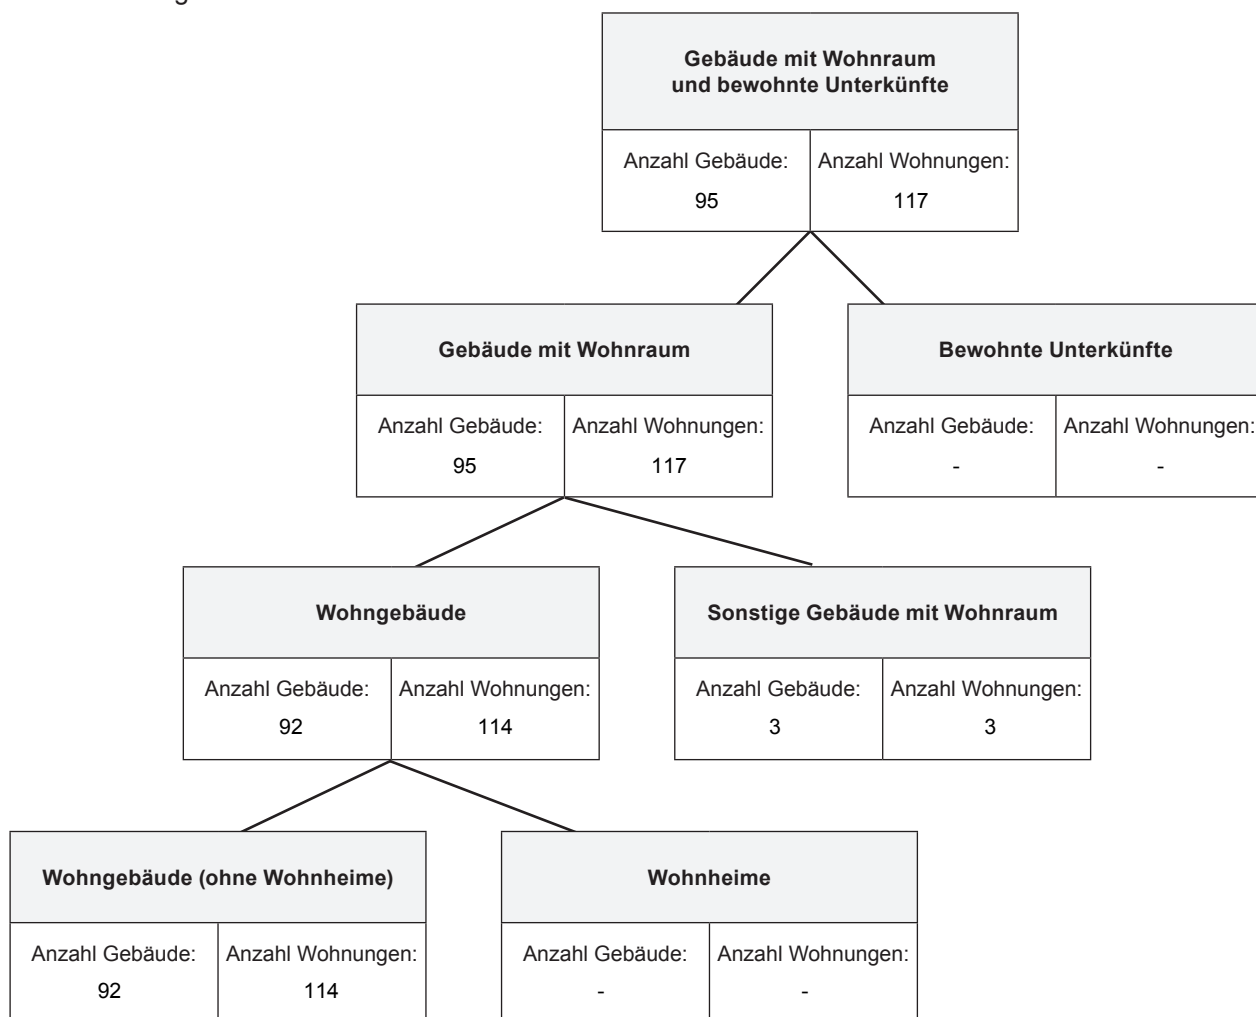 Gebäude mit Wohnraum
und bewohnte Unterkünfte
Anzahl Gebäude: Anzahl Wohnungen:
95 117
Gebäude mit Wohnraum
Anzahl Gebäude: Anzahl Wohnungen:
95 117
Bewohnte Unterkünfte
Anzahl Gebäude: Anzahl Wohnungen:
- -
Wohngebäude
Anzahl Gebäude: Anzahl Wohnungen:
92 114
Sonstige Gebäude mit Wohnraum
Anzahl Gebäude: Anzahl Wohnungen:
3 3
Wohngebäude (ohne Wohnheime)
Anzahl Gebäude: Anzahl Wohnungen:
92 114
Wohnheime
Anzahl Gebäude: Anzahl Wohnungen:
- -